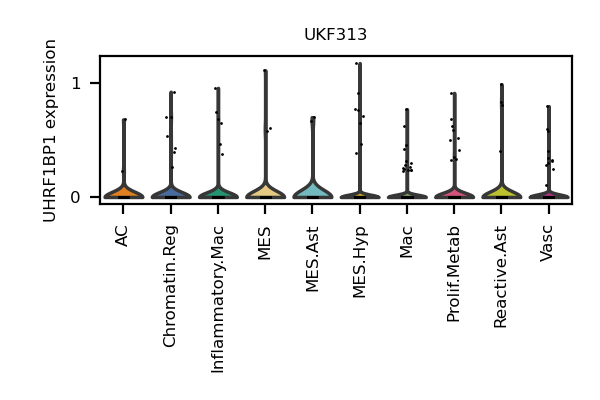 UKF313
UHRF1BP1 expression
1
0
AC
Chromatin.Reg
Inflammatory.Mac
MES
MES.Ast
MES.Hyp
Mac
Prolif.Metab
Reactive.Ast
Vasc